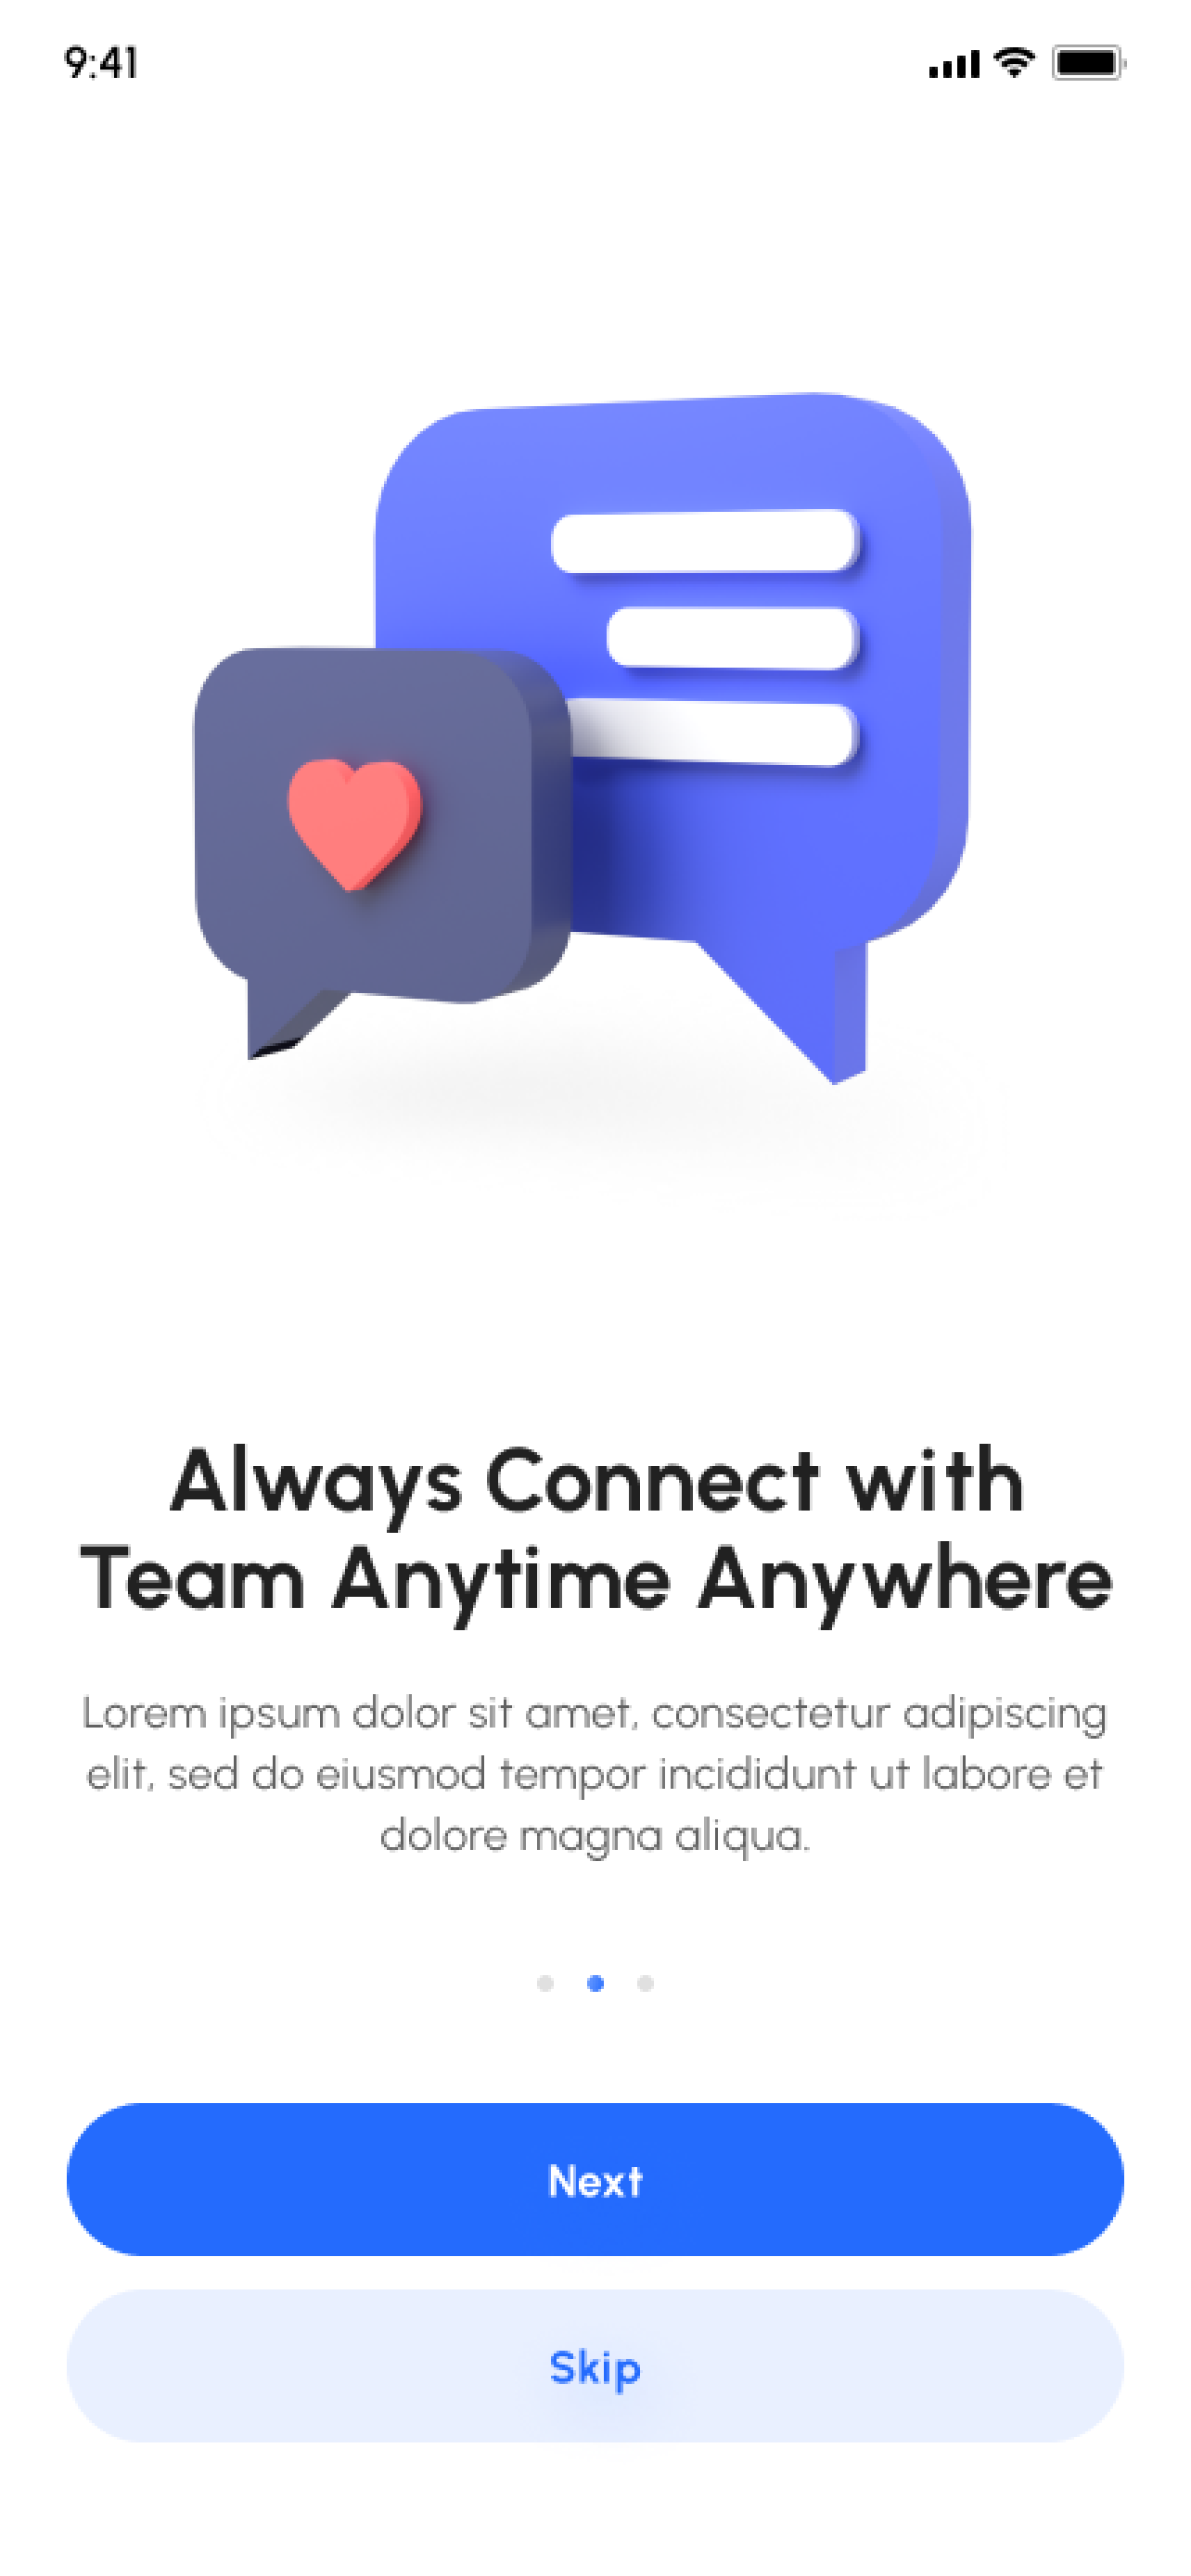 9:41
Always Connect with
Team Anytime Anywhere
Lorem ipsum dolor sit amet, consectetur adipiscing
elit, sed do eiusmod tempor incididunt ut labore et
dolore magna aliqua.
Next
Skip